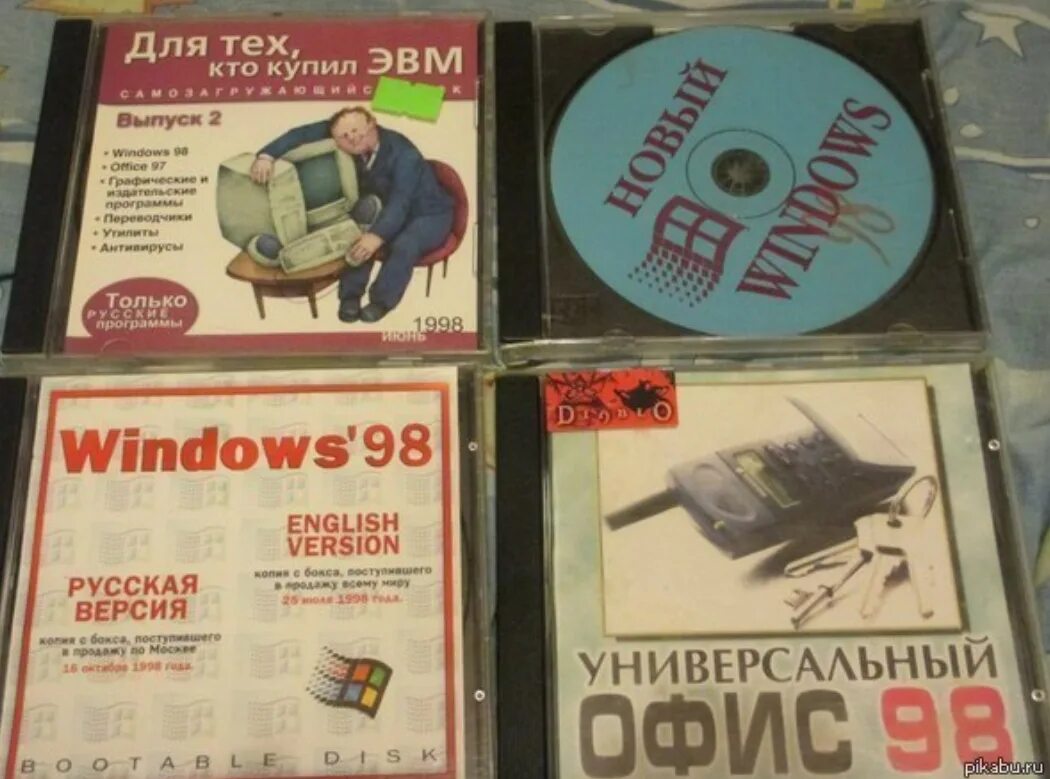 Для тех,
кто купил ЭВМ
Выпуск 2
• Windows 98
• Office 97
• Графические и
издательские
программы
• Переводчики
• Утилиты
• Антивирусы
Только
РУССКИЕ
программы
1998
ИЮНЬ
НОВЫЙ
WINDOWS
98
Windows'98
ENGLISH
VERSION
копия с бокса, поступившего
в продажу всему миру
25 июля 1998 года.
РУССКАЯ
ВЕРСИЯ
копия с бокса, поступившего
в продажу по Москве
16 октября 1998 года.
BOOTABLE DISK
DIABLO
УНИВЕРСАЛЬНЫЙ
ОФИС 98
pikabu.ru